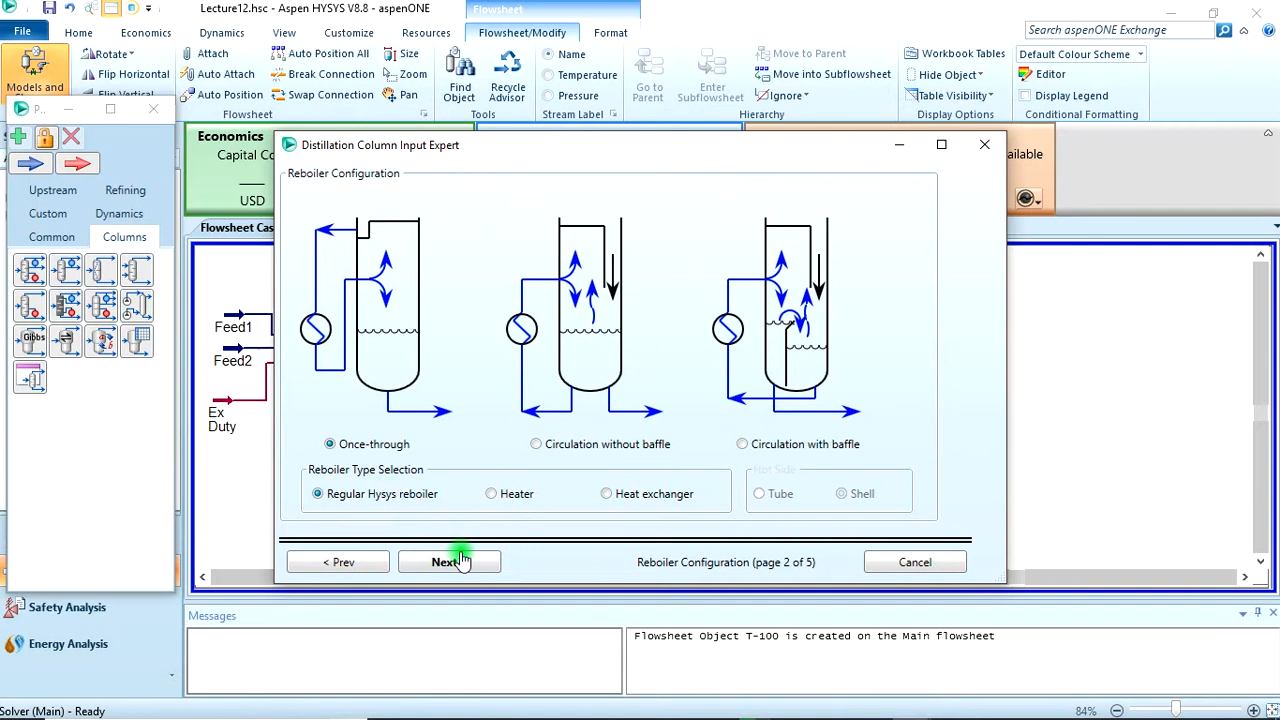 Lecture12.hsc - Aspen HYSYS V8.8 - aspenONE
Flowsheet
File
Home
Economics
Dynamics
View
Customize
Resources
Flowsheet/Modify
Format
Search aspenONE Exchange
Models and
Rotate
Flip Horizontal
Flip Vertical
Attach
Auto Attach
Auto Position
Auto Position All
Break Connection
Swap Connection
Size
Zoom
Pan
Flowsheet
Find Object
Recycle Advisor
Tools
Name
Temperature
Pressure
Stream Label
Go to Parent
Enter Subflowsheet
Move to Parent
Move into Subflowsheet
Ignore
Hierarchy
Workbook Tables
Hide Object
Table Visibility
Display Options
Default Colour Scheme
Editor
Display Legend
Conditional Formatting
P..
Upstream
Refining
Custom
Dynamics
Common
Columns
Gibbs
Economics
Capital Co
USD
ailable
Flowsheet Cas
Feed1
Feed2
Ex
Duty
Distillation Column Input Expert
Reboiler Configuration
Once-through
Circulation without baffle
Circulation with baffle
Reboiler Type Selection
Regular Hysys reboiler
Heater
Heat exchanger
Hot Side
Tube
Shell
< Prev
Next
Reboiler Configuration (page 2 of 5)
Cancel
Safety Analysis
Energy Analysis
Messages
Flowsheet Object T-100 is created on the Main flowsheet
Solver (Main) - Ready
84%